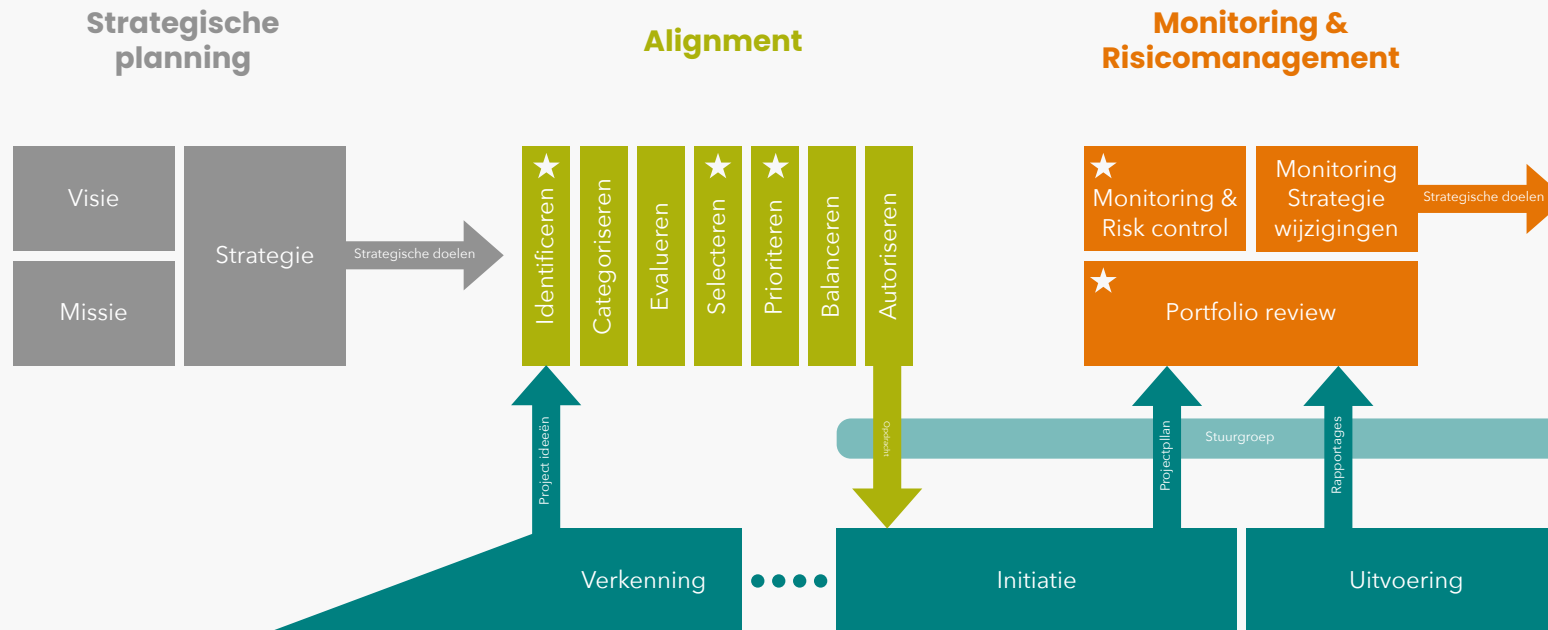 Strategische
planning
Alignment
Monitoring &
Risicomanagement
Visie
Missie
Strategie
Strategische doelen
Identificeren
Categoriseren
Evalueren
Selecteren
Prioriteren
Balanceren
Autoriseren
Monitoring &
Risk control
Monitoring
Strategie
wijzigingen
Strategische doelen
Portfolio review
Project ideeën
Opdracht
Projectpllan
Stuurgroep
Rapportages
Verkenning
Initiatie
Uitvoering